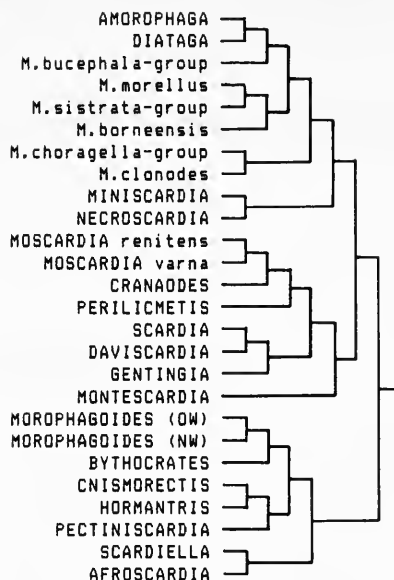 AMOROPHAGA
DIATAGA
M.bucephala-group
M.morellus
M.sistrata-group
M.borneensis
M.choragella-group
M.clonodes
MINISCARDIA
NECROSCARDIA
MOSCARDIA renitens
MOSCARDIA varna
CRANAODES
PERILICMETIS
SCARDIA
DAVISCARDIA
GENTINGIA
MONTESCARDIA
MOROPHAGOIDES (OW)
MOROPHAGOIDES (NW)
BYTHOCRATES
CNISMORECTIS
HORMANTRIS
PECTINISCARDIA
SCARDIELLA
AFROSCARDIA